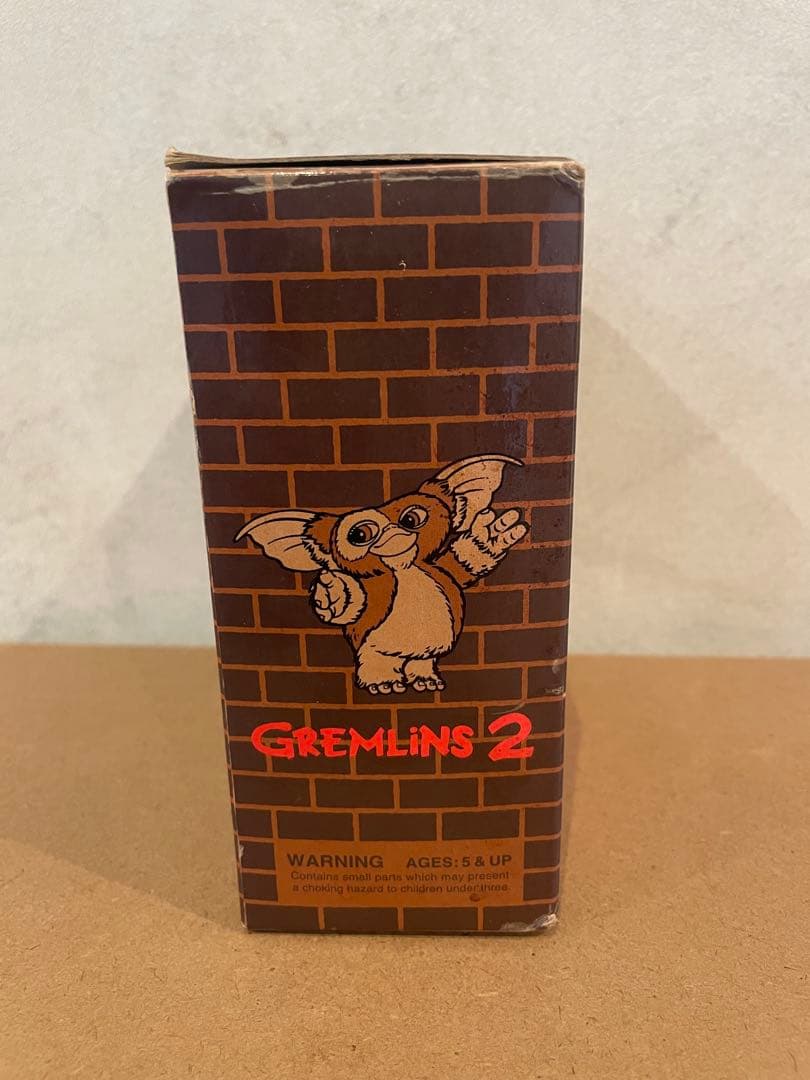 GREMLiNS 2
WARNING AGES: 5 & UP
Contains small parts which may present
a choking hazard to children under three.